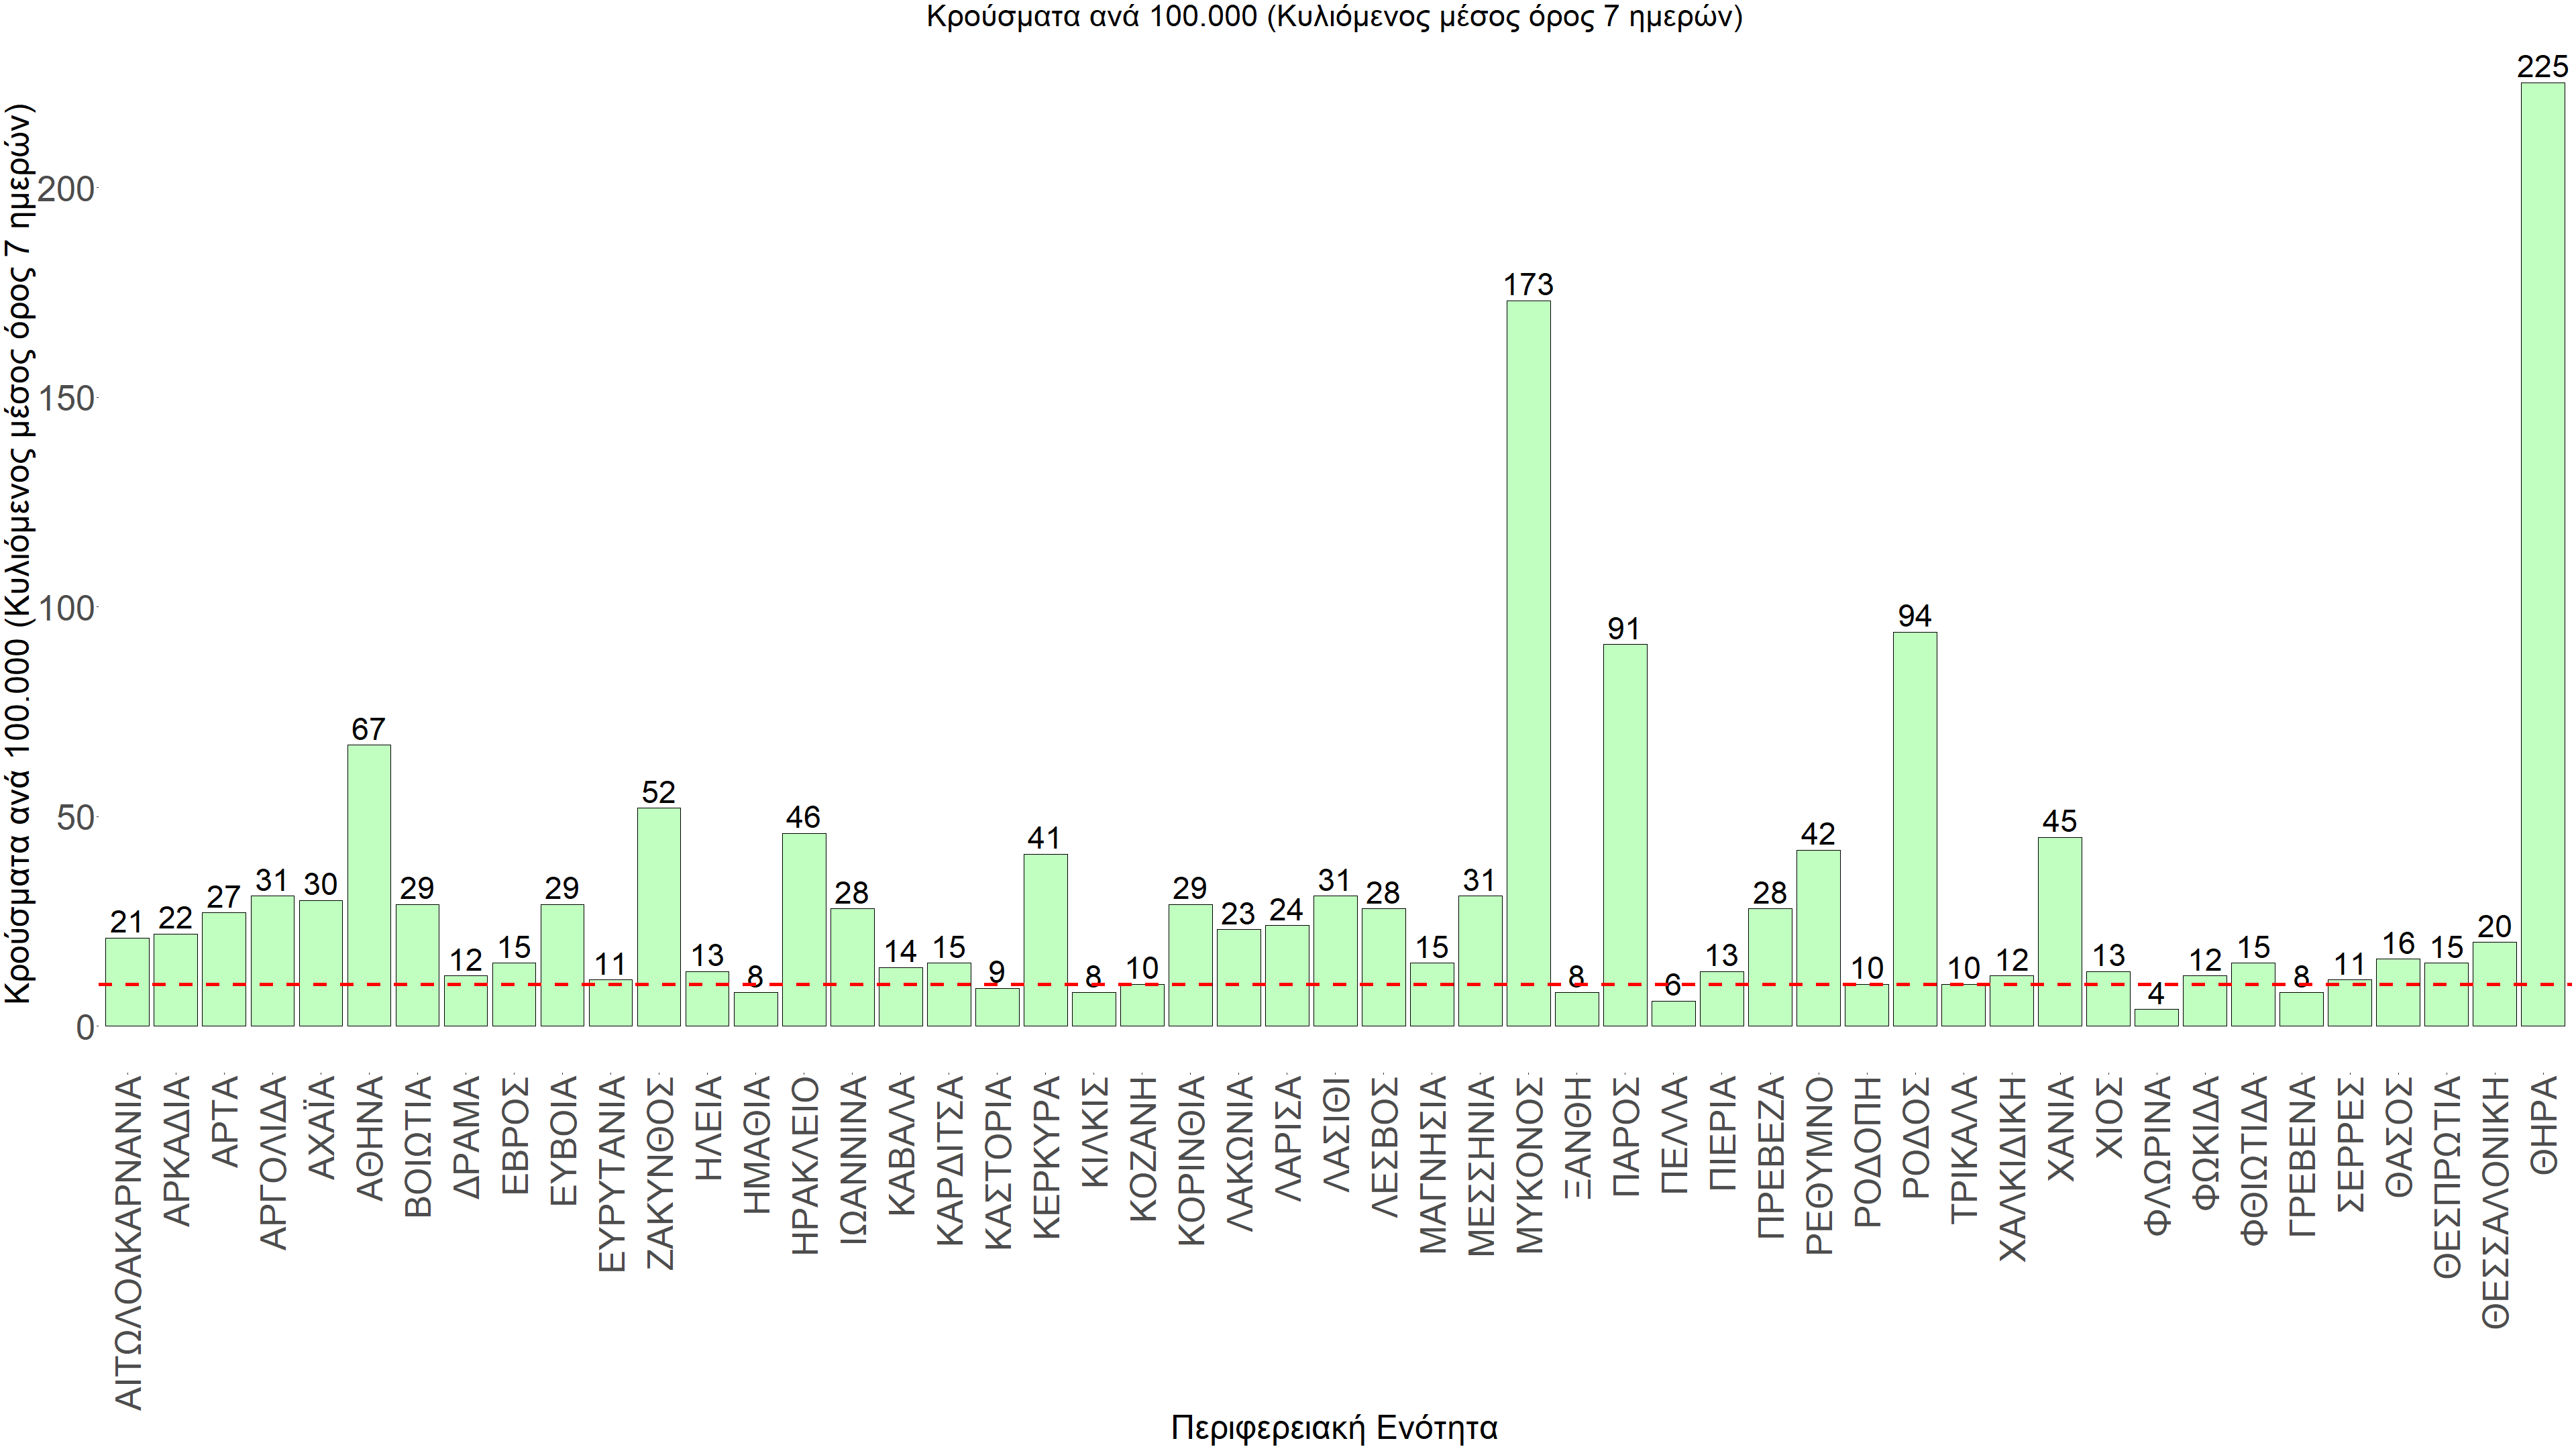 Κρούσματα ανά 100.000 (Κυλιόμενος μέσος όρος 7 ημερών)
Κρούσματα ανά 100.000 (Κυλιόμενος μέσος όρος 7 ημερών)
200
150
100
50
0
21
22
27
31
30
67
29
12
15
29
11
52
13
8
46
28
14
15
9
41
8
10
29
23
24
31
28
15
31
173
8
91
6
13
28
42
10
94
10
12
45
13
4
12
15
8
11
16
15
20
225
ΑΙΤΩΛΟΑΚΑΡΝΑΝΙΑ
ΑΡΚΑΔΙΑ
ΑΡΤΑ
ΑΡΓΟΛΙΔΑ
ΑΧΑΪΑ
ΑΘΗΝΑ
ΒΟΙΩΤΙΑ
ΔΡΑΜΑ
ΕΒΡΟΣ
ΕΥΒΟΙΑ
ΕΥΡΥΤΑΝΙΑ
ΖΑΚΥΝΘΟΣ
ΗΛΕΙΑ
ΗΜΑΘΙΑ
ΗΡΑΚΛΕΙΟ
ΙΩΑΝΝΙΝΑ
ΚΑΒΑΛΑ
ΚΑΡΔΙΤΣΑ
ΚΑΣΤΟΡΙΑ
ΚΕΡΚΥΡΑ
ΚΙΛΚΙΣ
ΚΟΖΑΝΗ
ΚΟΡΙΝΘΙΑ
ΛΑΚΩΝΙΑ
ΛΑΡΙΣΑ
ΛΑΣΙΘΙ
ΛΕΣΒΟΣ
ΜΑΓΝΗΣΙΑ
ΜΕΣΣΗΝΙΑ
ΜΥΚΟΝΟΣ
ΞΑΝΘΗ
ΠΑΡΟΣ
ΠΕΛΛΑ
ΠΙΕΡΙΑ
ΠΡΕΒΕΖΑ
ΡΕΘΥΜΝΟ
ΡΟΔΟΠΗ
ΡΟΔΟΣ
ΤΡΙΚΑΛΑ
ΧΑΛΚΙΔΙΚΗ
ΧΑΝΙΑ
ΧΙΟΣ
ΦΛΩΡΙΝΑ
ΦΩΚΙΔΑ
ΦΘΙΩΤΙΔΑ
ΓΡΕΒΕΝΑ
ΣΕΡΡΕΣ
ΘΑΣΟΣ
ΘΕΣΠΡΩΤΙΑ
ΘΕΣΣΑΛΟΝΙΚΗ
ΘΗΡΑ
Περιφερειακή Ενότητα